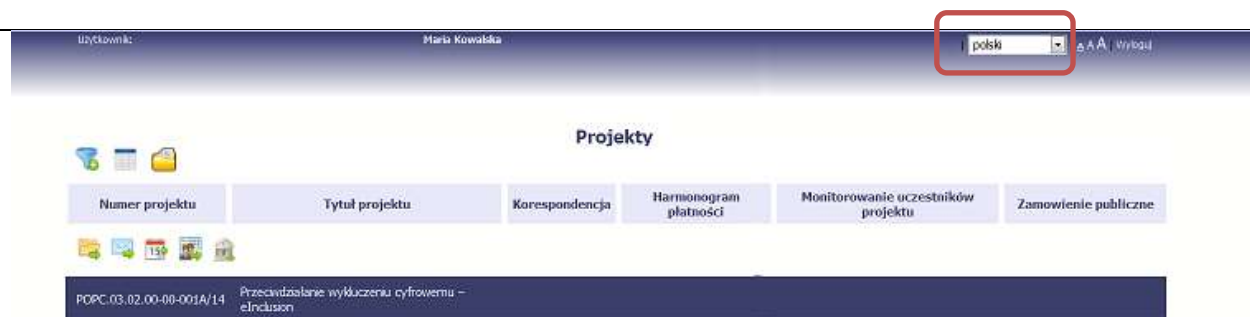 Użytkownik: Maria Kowalska | polski A A A | Wyloguj
Projekty
Numer projektu Tytuł projektu Korespondencja Harmonogram płatności Monitorowanie uczestników projektu Zamowienie publiczne
POPC.03.02.00-00-001A/14 Przeciwdziałanie wykluczeniu cyfrowemu –
eInclusion